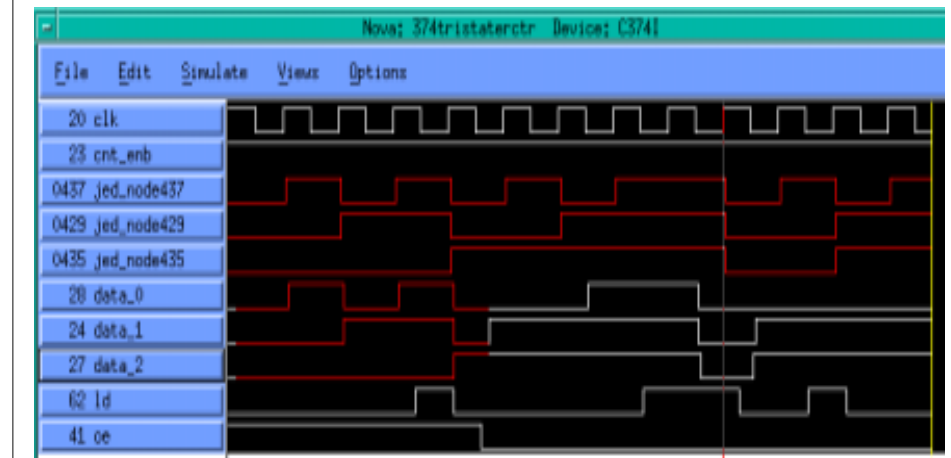 Nova: 374tristaterctr Device: C374I
File Edit Simulate Views Options
20 clk
23 cnt_enb
0437 jed_node437
0429 jed_node429
0435 jed_node435
28 data_0
24 data_1
27 data_2
62 ld
41 oe